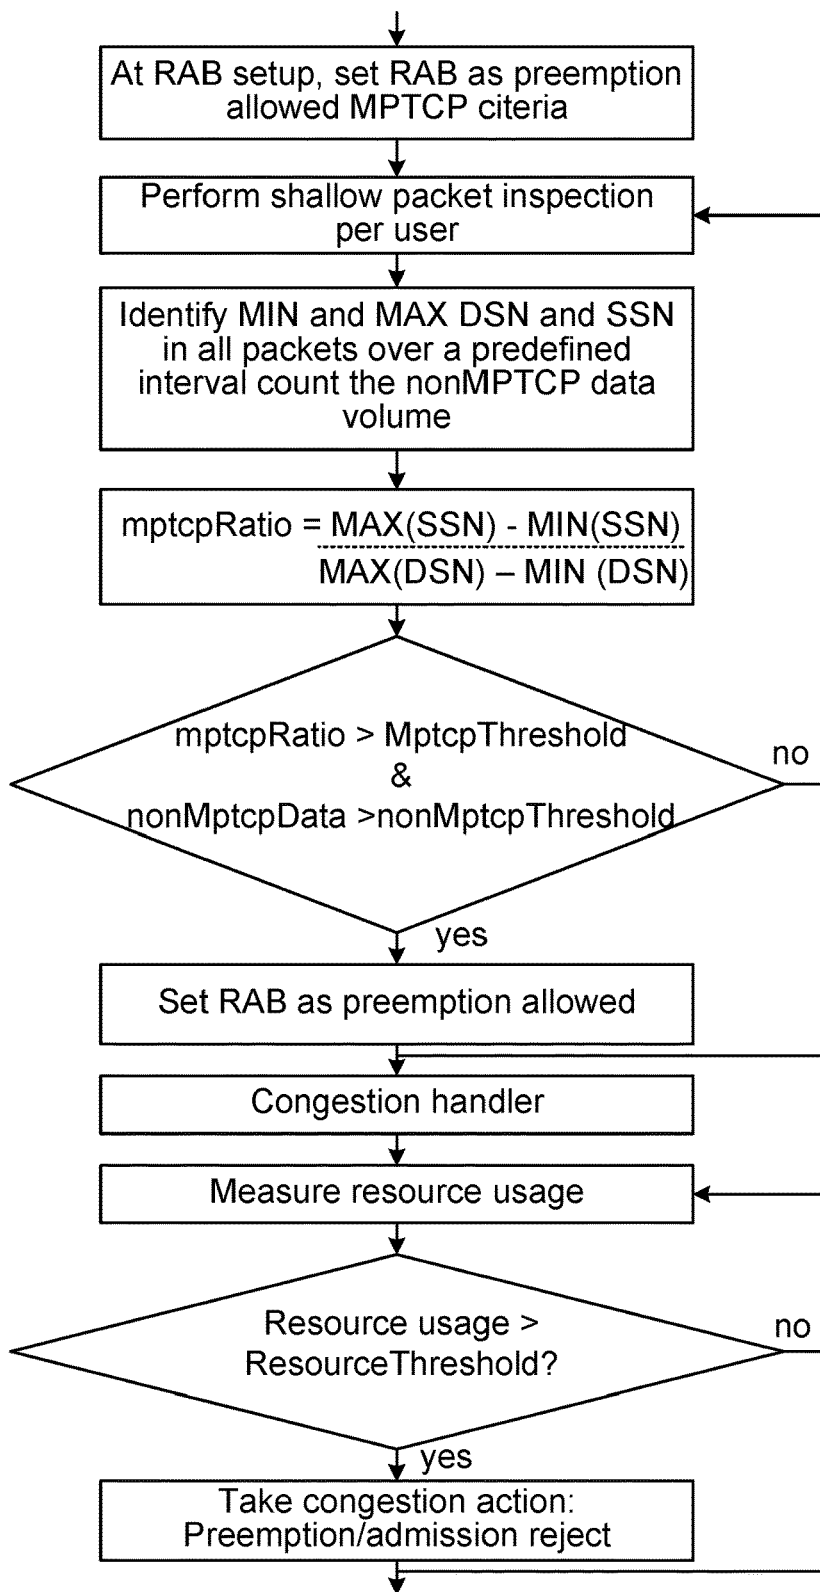 At RAB setup, set RAB as preemption
allowed MPTCP citeria
Perform shallow packet inspection
per user
Identify MIN and MAX DSN and SSN
in all packets over a predefined
interval count the nonMPTCP data
volume
mptcpRatio = MAX(SSN) - MIN(SSN)
MAX(DSN) – MIN (DSN)
mptcpRatio > MptcpThreshold
&
nonMptcpData >nonMptcpThreshold
no
yes
Set RAB as preemption allowed
Congestion handler
Measure resource usage
Resource usage >
ResourceThreshold?
no
yes
Take congestion action:
Preemption/admission reject